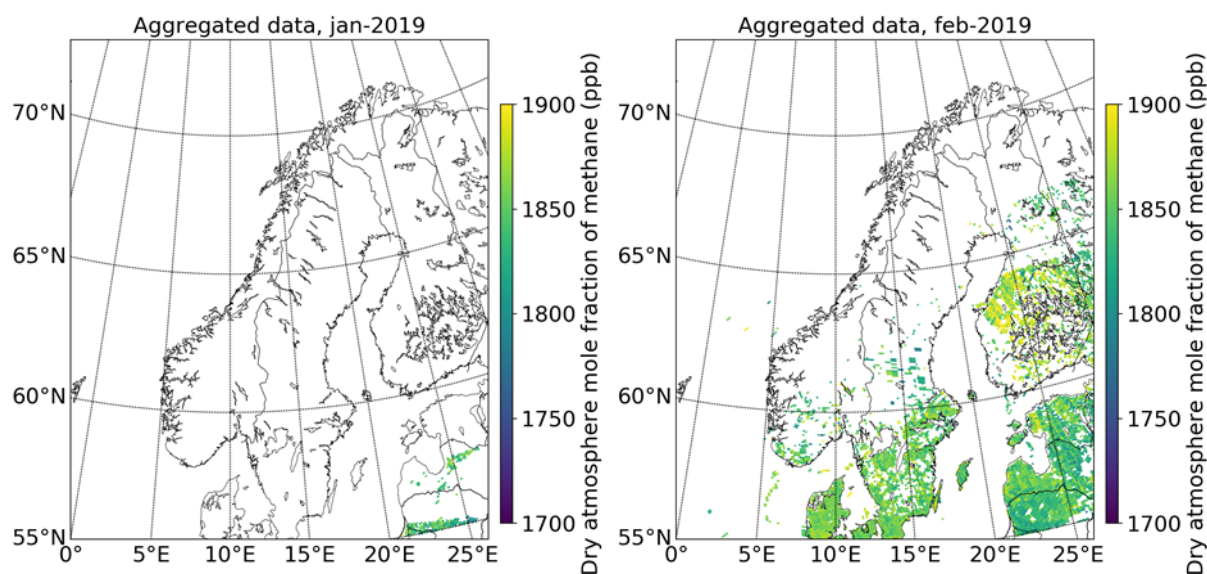 Aggregated data, jan-2019
70°N
65°N
60°N
55°N
0°
5°E
10°E
15°E
20°E
25°E
1900
1850
1800
1750
1700
Dry atmosphere mole fraction of methane (ppb)
Aggregated data, feb-2019
70°N
65°N
60°N
55°N
0°
5°E
10°E
15°E
20°E
25°E
1900
1850
1800
1750
1700
Dry atmosphere mole fraction of methane (ppb)